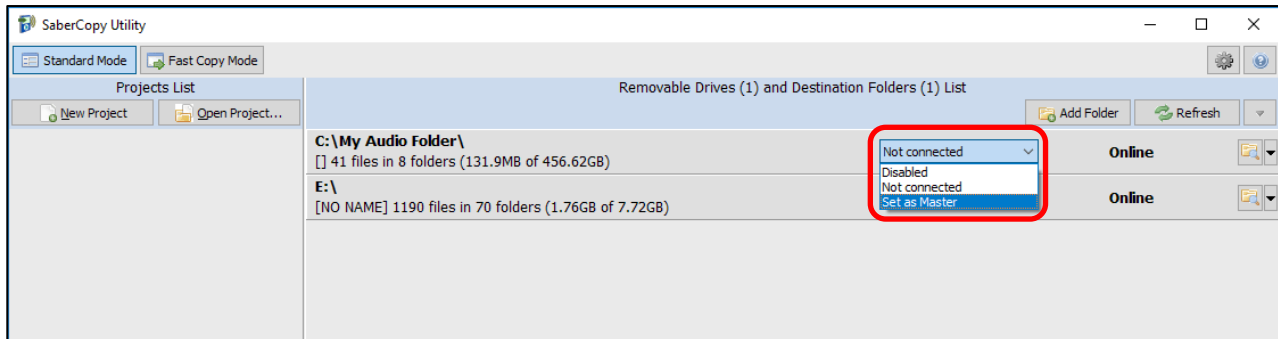 SaberCopy Utility
Standard Mode Fast Copy Mode
Projects List Removable Drives (1) and Destination Folders (1) List
New Project Open Project... Add Folder Refresh
C:\My Audio Folder\ Not connected Online
[] 41 files in 8 folders (131.9MB of 456.62GB)
Disabled
E:\ Not connected Online
[NO NAME] 1190 files in 70 folders (1.76GB of 7.72GB) Set as Master